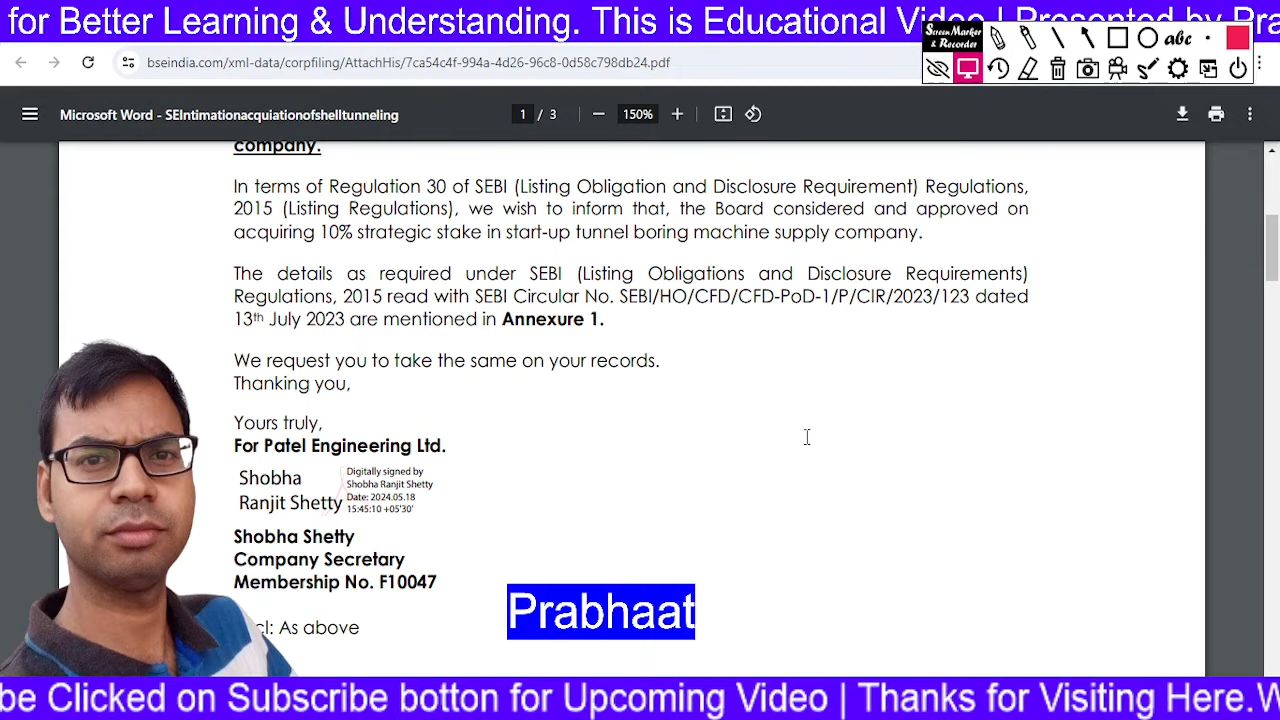 for Better Learning & Understanding. This is Educational Video. | Presented by Pra
Screen Marker
& Recorder
abc
bseindia.com/xml-data/corpfiling/AttachHis/7ca54c4f-994a-4d26-96c8-0d58c798db24.pdf
Microsoft Word - SEIntimationacquiationofshelltunneling
1 / 3
150%
company.
In terms of Regulation 30 of SEBI (Listing Obligation and Disclosure Requirement) Regulations,
2015 (Listing Regulations), we wish to inform that, the Board considered and approved on
acquiring 10% strategic stake in start-up tunnel boring machine supply company.
The details as required under SEBI (Listing Obligations and Disclosure Requirements)
Regulations, 2015 read with SEBI Circular No. SEBI/HO/CFD/CFD-PoD-1/P/CIR/2023/123 dated
13th July 2023 are mentioned in Annexure 1.
We request you to take the same on your records.
Thanking you,
Yours truly,
For Patel Engineering Ltd.
Shobha
Ranjit Shetty
Digitally signed by
Shobha Ranjit Shetty
Date: 2024.05.18
15:45:10 +05'30'
Shobha Shetty
Company Secretary
Membership No. F10047
cl: As above
Prabhaat
be Clicked on Subscribe botton for Upcoming Video | Thanks for Visiting Here.W